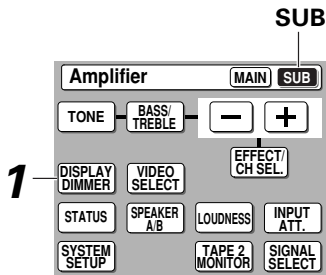 SUB
Amplifier MAIN SUB
TONE BASS/
TREBLE − +
EFFECT/
CH SEL.
1 DISPLAY
DIMMER VIDEO
SELECT
STATUS SPEAKER
A/B LOUDNESS INPUT
ATT.
SYSTEM
SETUP TAPE 2
MONITOR SIGNAL
SELECT